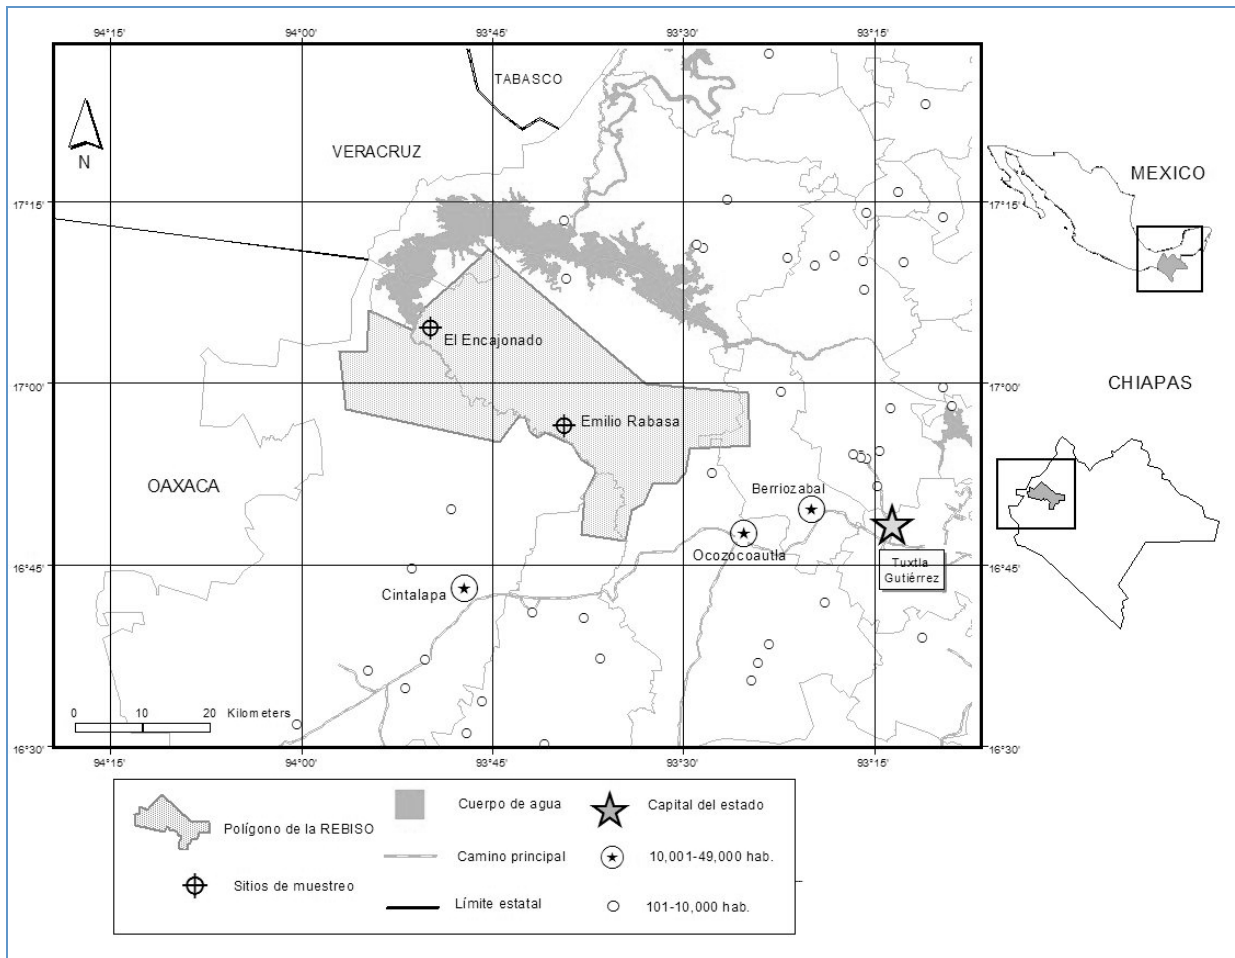 94°15' 94°00' 93°45' 93°30' 93°15'
TABASCO
VERACRUZ
N
MEXICO
17°15' 17°15'
El Encajonado
17°00' 17°00'
CHIAPAS
Emilio Rabasa
OAXACA
Berriozabal
Ocozocoautla
Tuxtla
Gutiérrez
16°45' 16°45'
Cintalapa
0 10 20 Kilometers
16°30' 16°30'
94°15' 94°00' 93°45' 93°30' 93°15'
Polígono de la REBISO
Sitios de muestreo
Cuerpo de agua
Camino principal
Límite estatal
Capital del estado
10,001-49,000 hab.
101-10,000 hab.